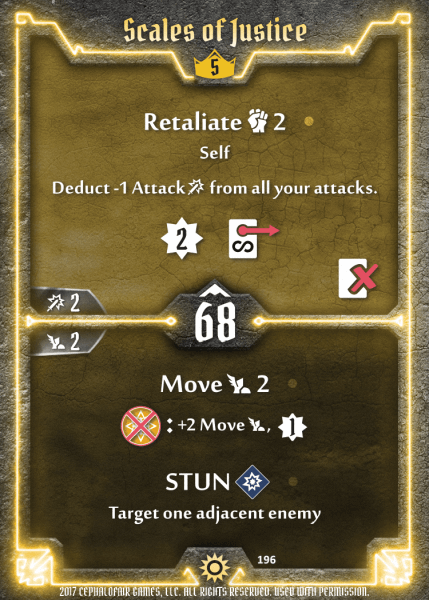 Scales of Justice
5
Retaliate 2
Self
Deduct -1 Attack from all your attacks.
2
2
68
2
Move 2
: +2 Move , 1
STUN
Target one adjacent enemy
196
2017 CEPHALOFAIR GAMES, LLC. ALL RIGHTS RESERVED. USED WITH PERMISSION.